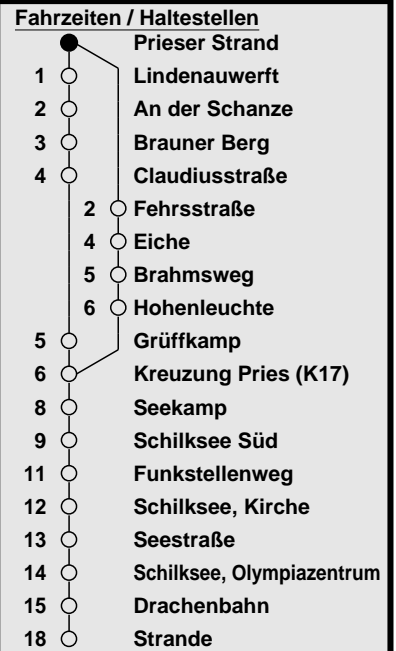 Fahrzeiten / Haltestellen
Prieser Strand
1 Lindenauwerft
2 An der Schanze
3 Brauner Berg
4 Claudiusstraße
2 Fehrsstraße
4 Eiche
5 Brahmsweg
6 Hohenleuchte
5 Grüffkamp
6 Kreuzung Pries (K17)
8 Seekamp
9 Schilksee Süd
11 Funkstellenweg
12 Schilksee, Kirche
13 Seestraße
14 Schilksee, Olympiazentrum
15 Drachenbahn
18 Strande